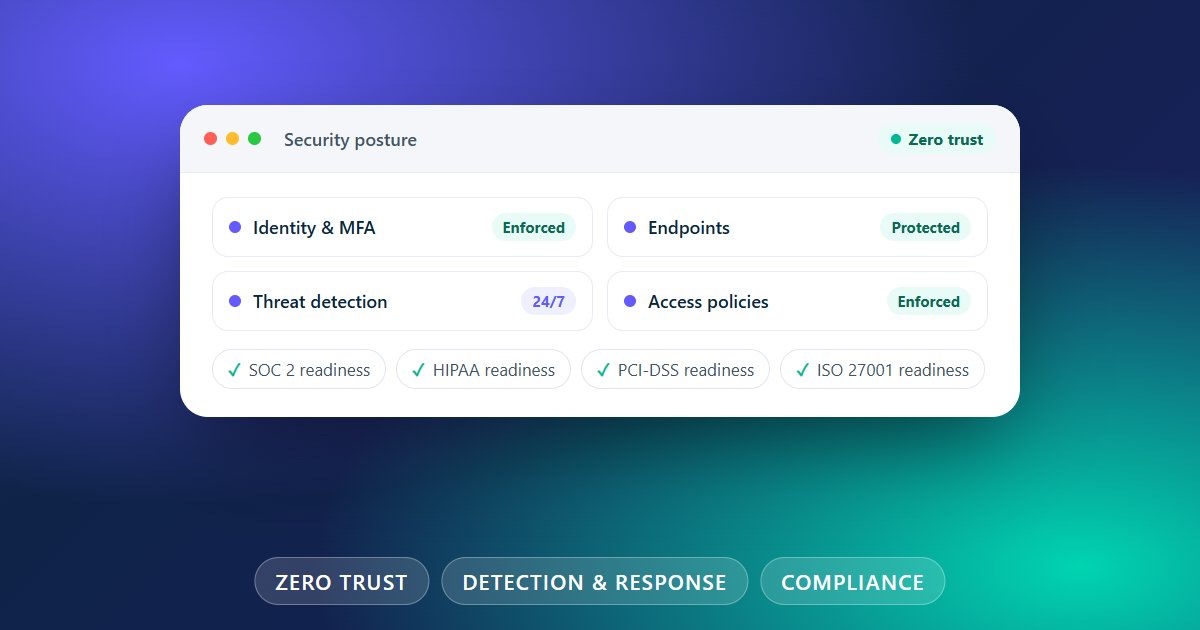 Security posture
Zero trust
Identity & MFA
Enforced
Endpoints
Protected
Threat detection
24/7
Access policies
Enforced
✓ SOC 2 readiness
✓ HIPAA readiness
✓ PCI-DSS readiness
✓ ISO 27001 readiness
ZERO TRUST
DETECTION & RESPONSE
COMPLIANCE